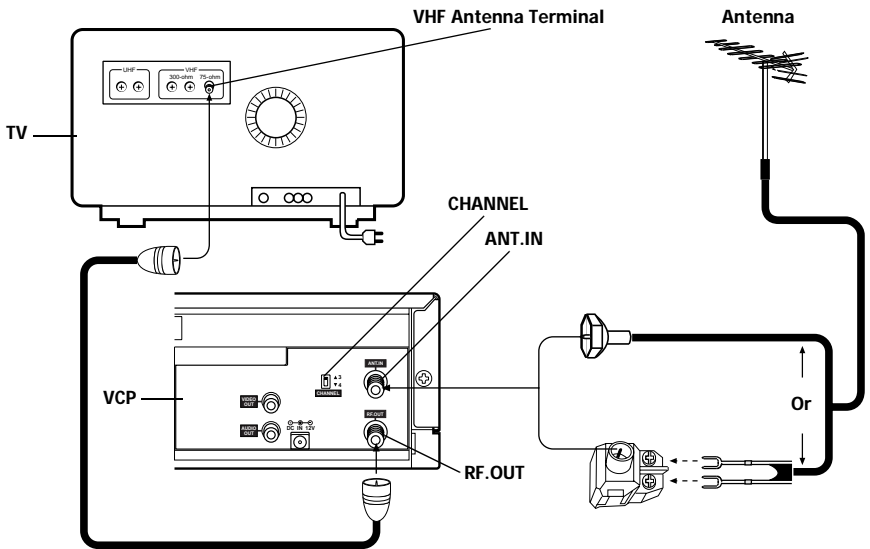 VHF Antenna Terminal
Antenna
UHF
VHF
300-ohm 75-ohm
TV
CHANNEL
ANT.IN
ANT.IN
▲3
▼4
CHANNEL
VCP
VIDEO
OUT
RF.OUT
AUDIO
OUT
DC IN 12V
Or
RF.OUT